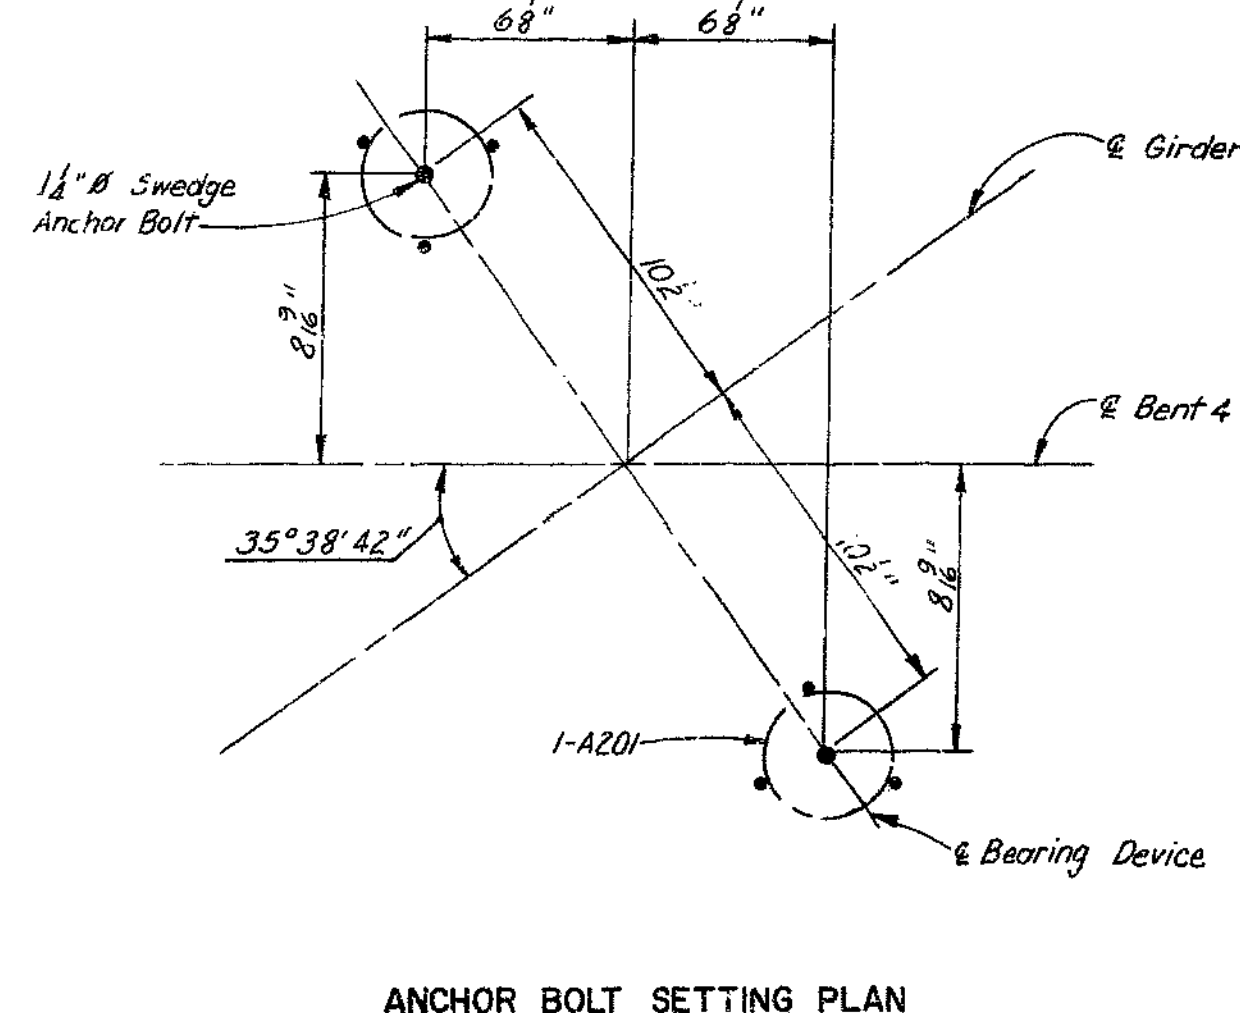 6 1/8" 6 1/8"
℄ Girder
1 1/4" Ø Swedge
Anchor Bolt
10 1/2"
8 9/16"
℄ Bent 4
35°38'42"
10 1/2"
8 9/16"
1-A201
℄ Bearing Device
ANCHOR BOLT SETTING PLAN